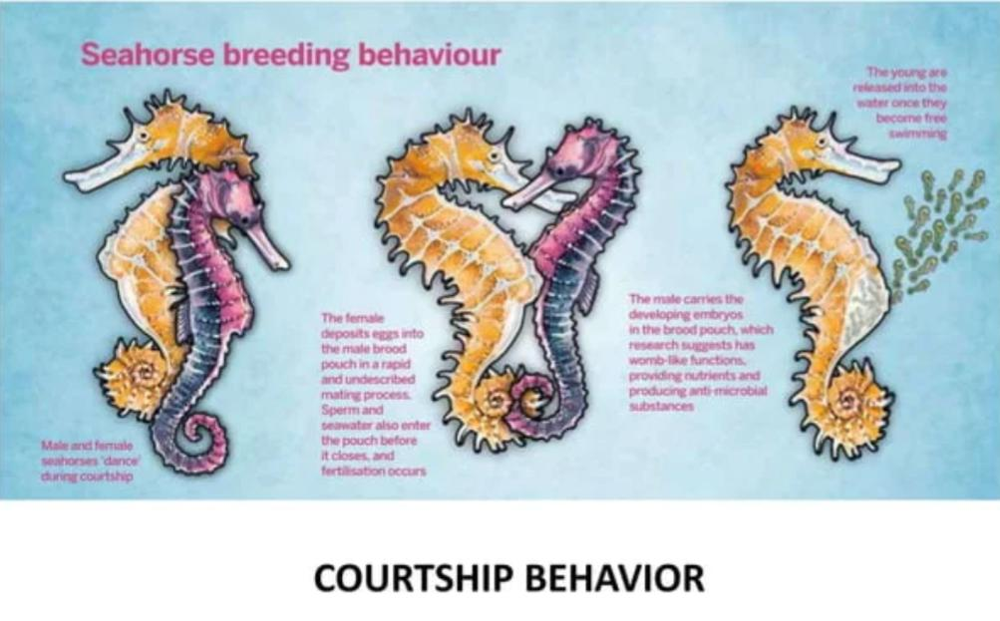 Seahorse breeding behaviour
Male and female
seahorses 'dance'
during courtship
The female
deposits eggs into
the male brood
pouch in a rapid
and undescribed
mating process.
Sperm and
seawater also enter
the pouch before
it closes, and
fertilisation occurs
The male carries the
developing embryos
in the brood pouch, which
research suggests has
womb-like functions,
providing nutrients and
producing anti-microbial
substances
The young are
released into the
water once they
become free
swimming
COURTSHIP BEHAVIOR